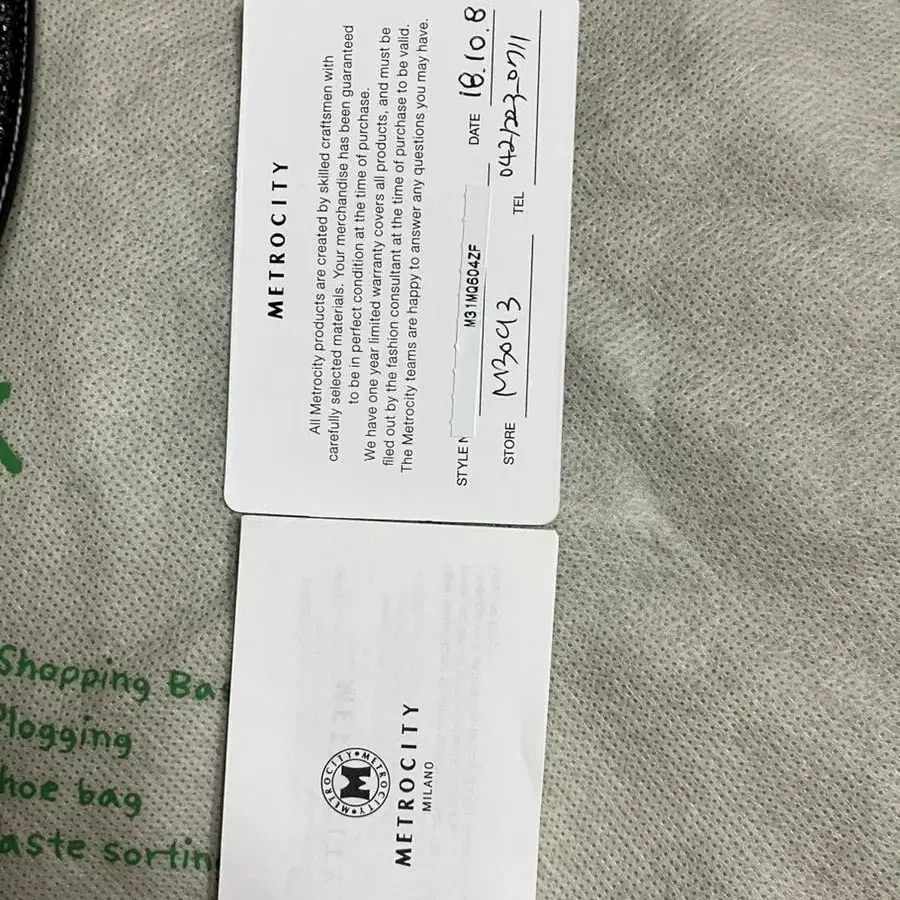 METROCITY
All Metrocity products are created by skilled craftsmen with
carefully selected materials. Your merchandise has been guaranteed
to be in perfect condition at the time of purchase.
We have one year limited warranty covers all products, and must be
filed out by the fashion consultant at the time of purchase to be valid.
The Metrocity teams are happy to answer any questions you may have.
STYLE N M31MQ604ZF DATE 18.10.8
STORE M3093 TEL 042/223-0711
METROCITY • METROCITY •
M
METROCITY
MILANO
Shopping Ba
Plogging
hoe bag
aste sortin